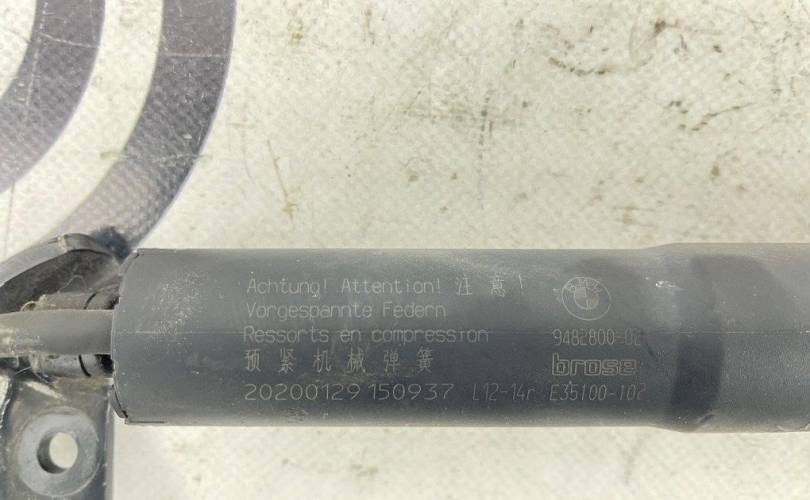 Achtung! Attention! 注意!
Vorgespannte Federn
Ressorts en compression
预紧机械弹簧
20200129 150937 L12-14r
BMW
9482800-02
brose
E35100-102